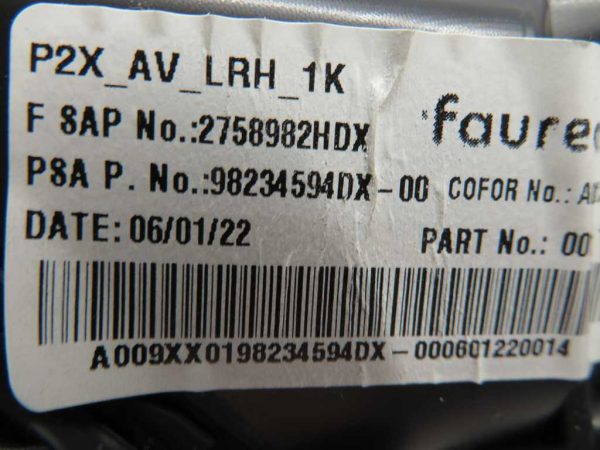 P2X_AV_LRH_1K
F SAP No.:2758982HDX
faure
PSA P. No.:98234594DX-00 COFOR No.:
DATE: 06/01/22
PART No.: 00
A009XX0198234594DX-000601220014